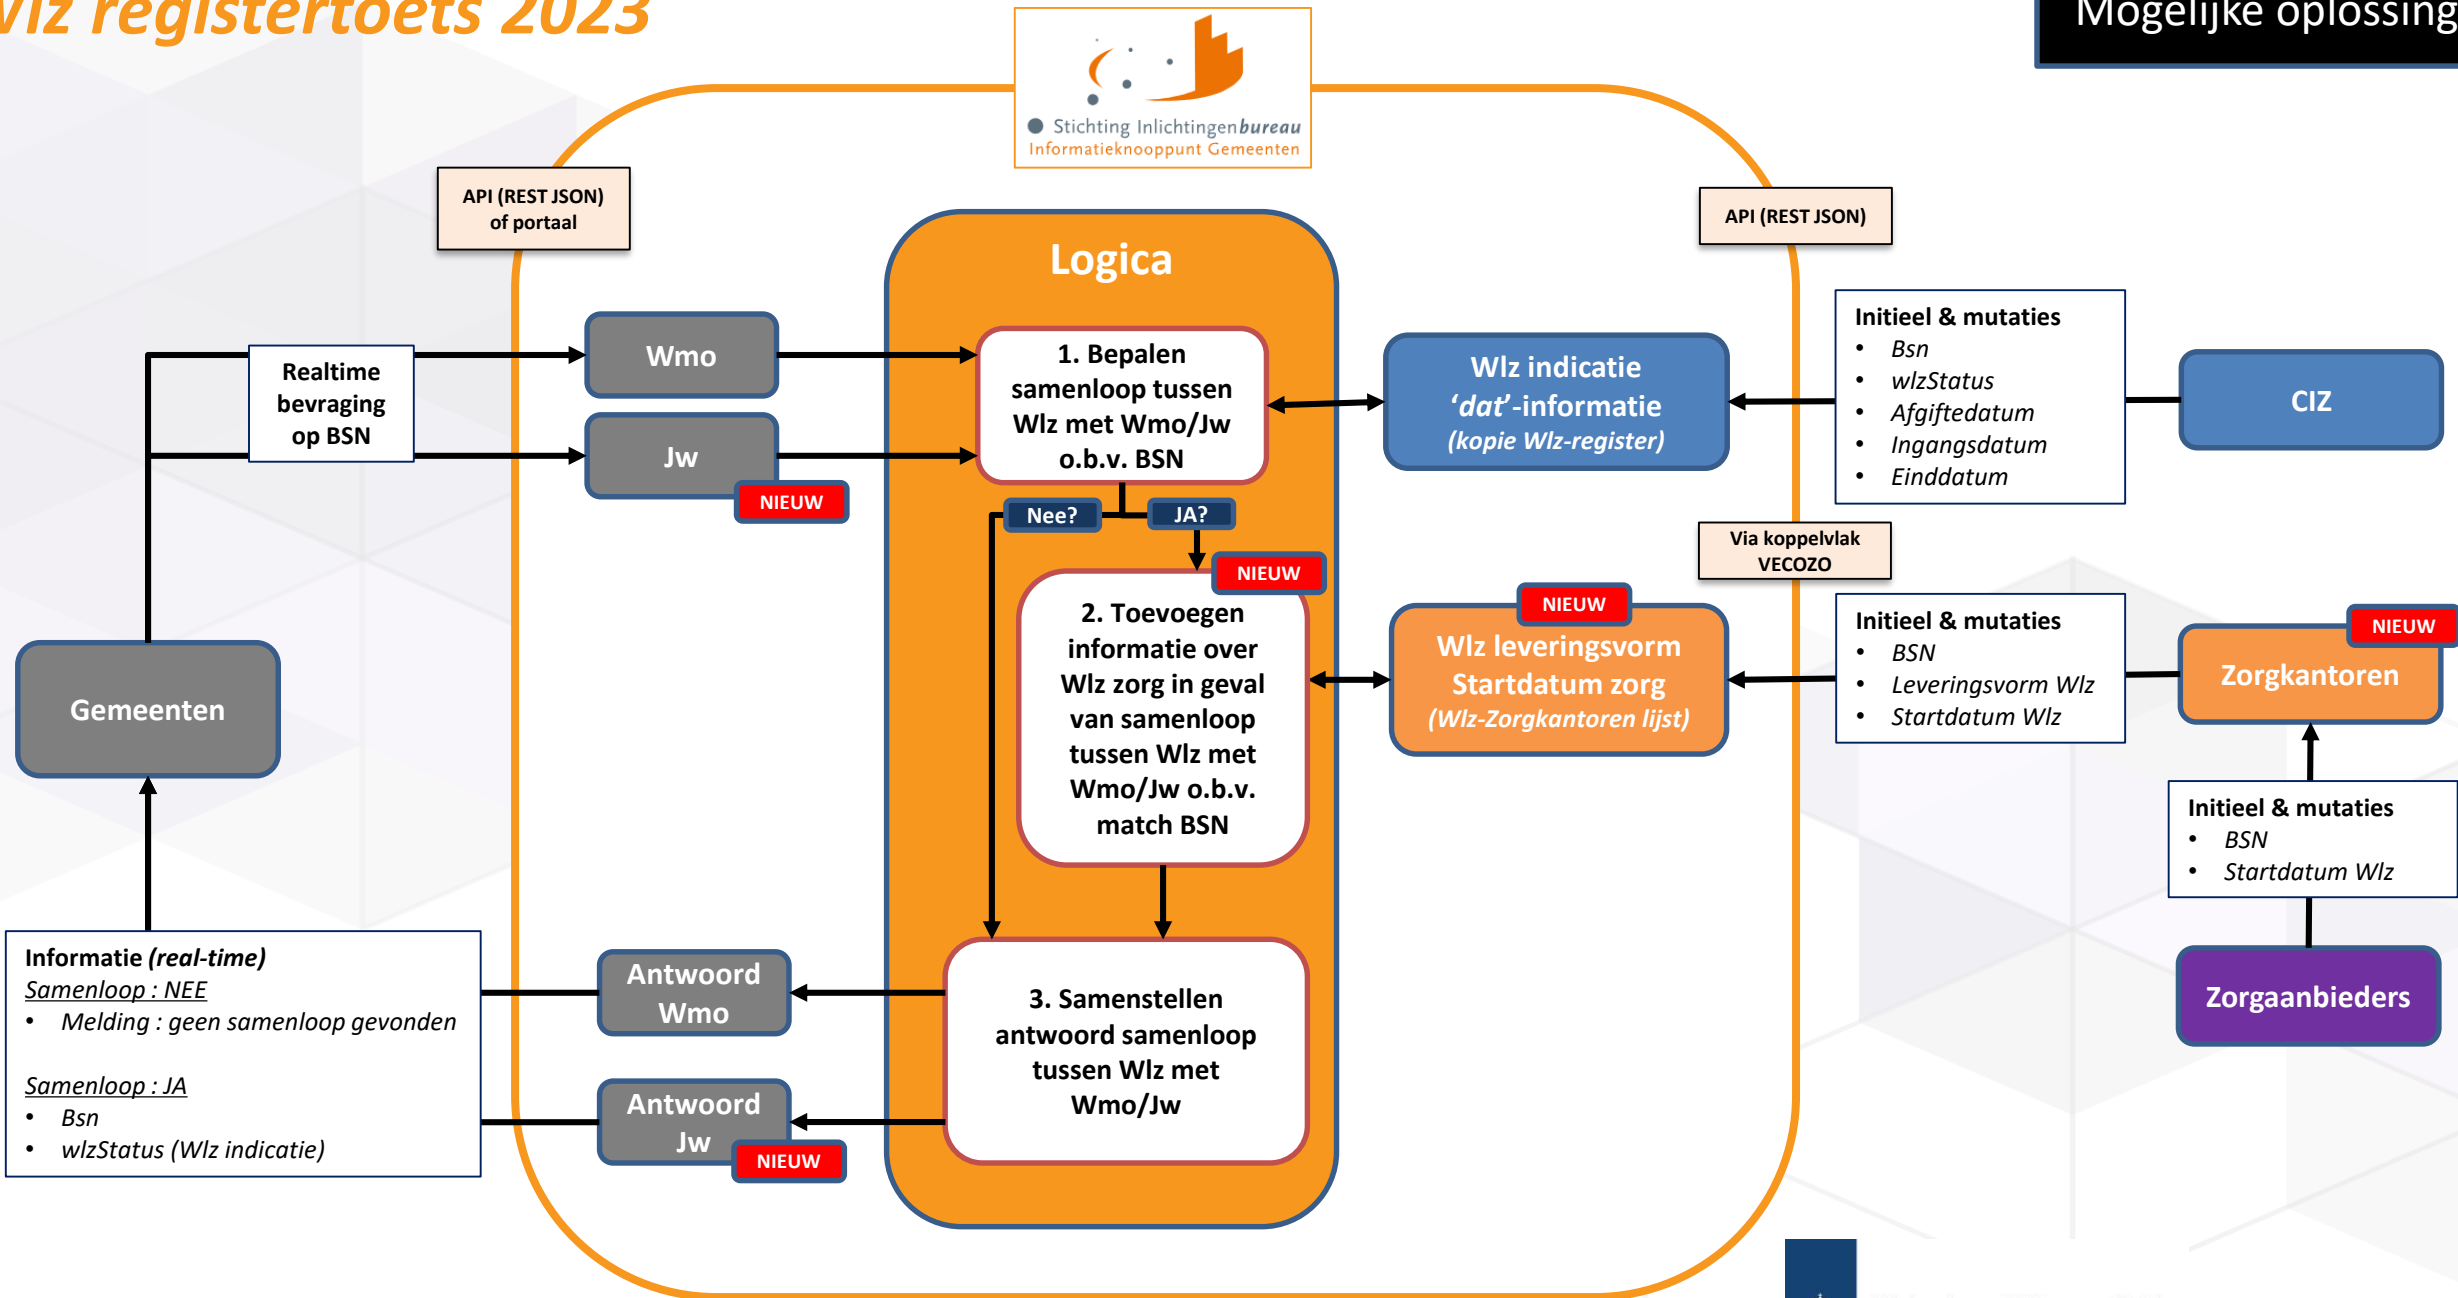 Wlz registertoets 2023
Mogelijke oplossing
Stichting Inlichtingenbureau
Informatieknooppunt Gemeenten
API (REST JSON)
of portaal
API (REST JSON)
Logica
Wmo
Jw
NIEUW
Realtime
bevraging
op BSN
1. Bepalen
samenloop tussen
Wlz met Wmo/Jw
o.b.v. BSN
Nee?
JA?
Wlz indicatie
‘dat’-informatie
(kopie Wlz-register)
Initieel & mutaties
• Bsn
• wlzStatus
• Afgiftedatum
• Ingangsdatum
• Einddatum
CIZ
Via koppelvlak
VECOZO
NIEUW
2. Toevoegen
informatie over
Wlz zorg in geval
van samenloop
tussen Wlz met
Wmo/Jw o.b.v.
match BSN
NIEUW
Wlz leveringsvorm
Startdatum zorg
(Wlz-Zorgkantoren lijst)
Initieel & mutaties
• BSN
• Leveringsvorm Wlz
• Startdatum Wlz
NIEUW
Zorgkantoren
Initieel & mutaties
• BSN
• Startdatum Wlz
Zorgaanbieders
Gemeenten
Informatie (real-time)
Samenloop : NEE
• Melding : geen samenloop gevonden
Samenloop : JA
• Bsn
• wlzStatus (Wlz indicatie)
Antwoord
Wmo
Antwoord
Jw
NIEUW
3. Samenstellen
antwoord samenloop
tussen Wlz met
Wmo/Jw